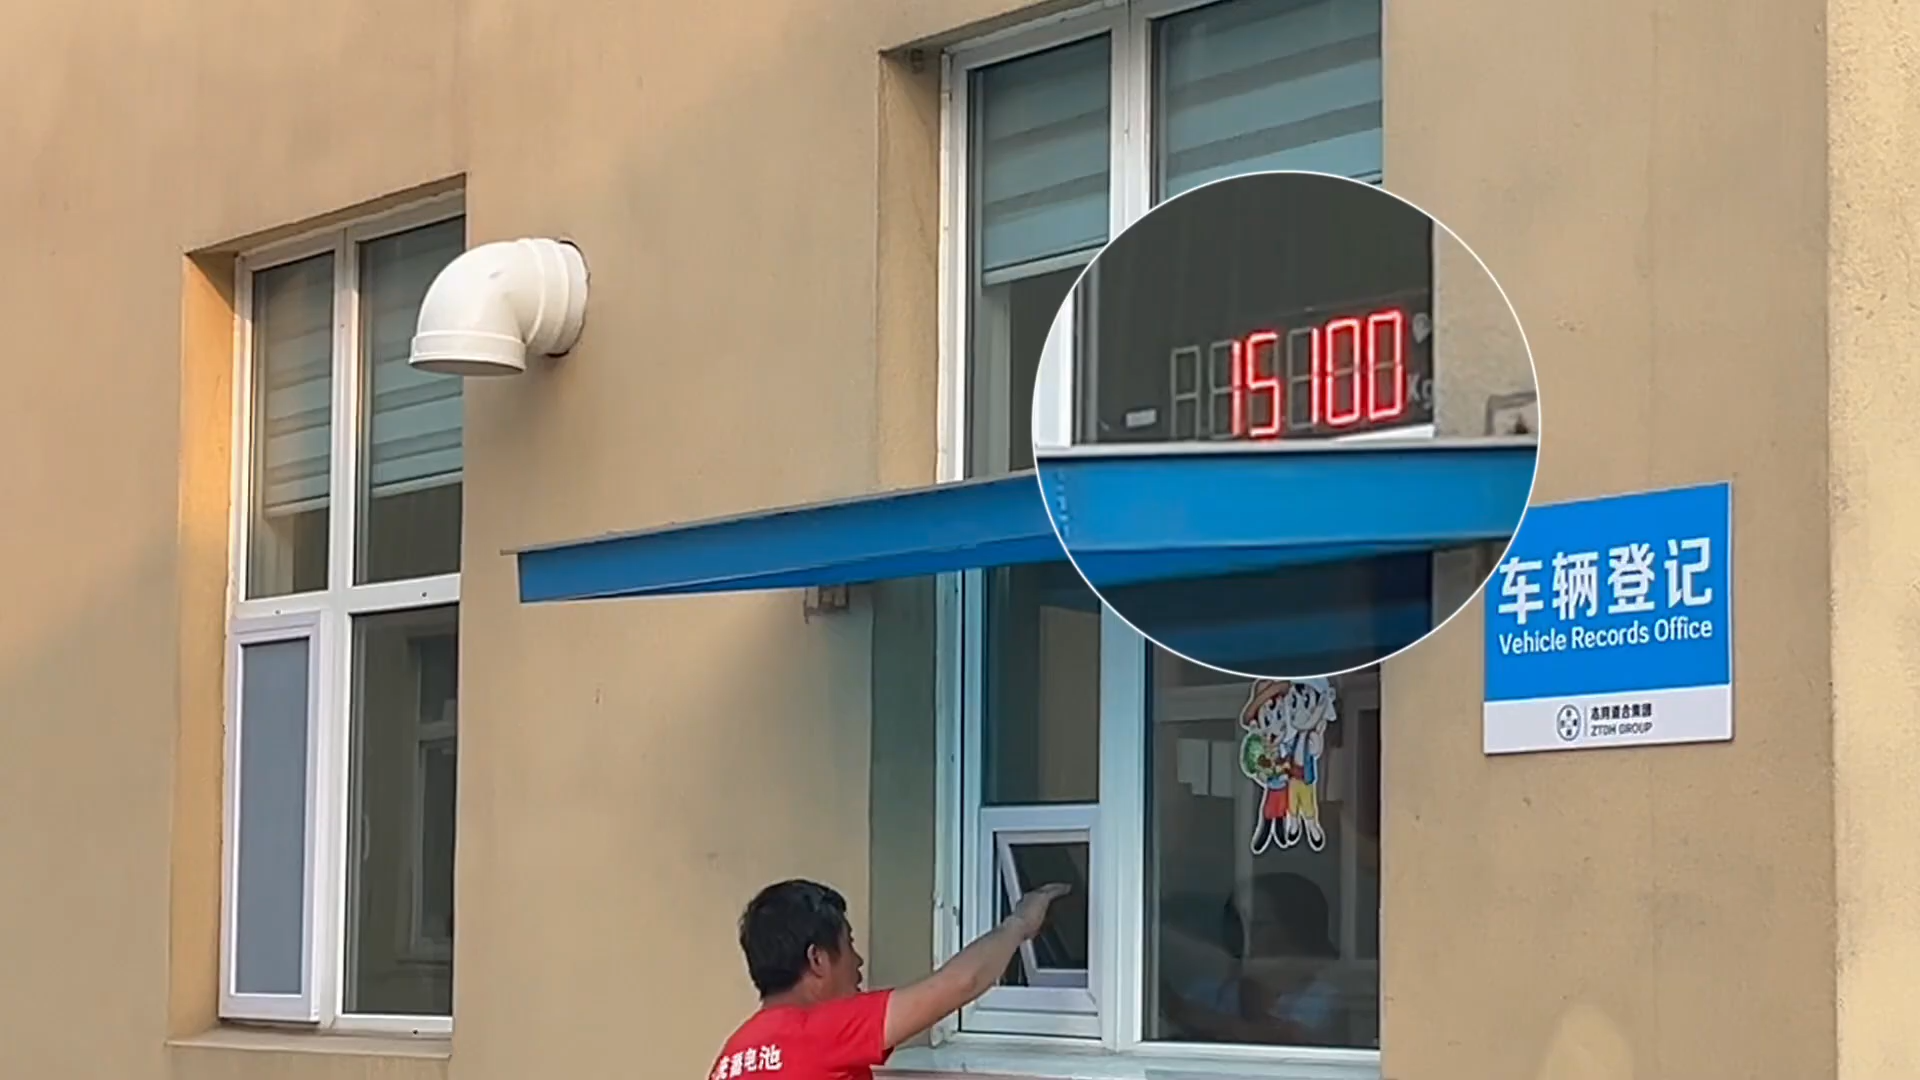 15100
Kg
车辆登记
Vehicle Records Office
ZTDH GROUP
电池